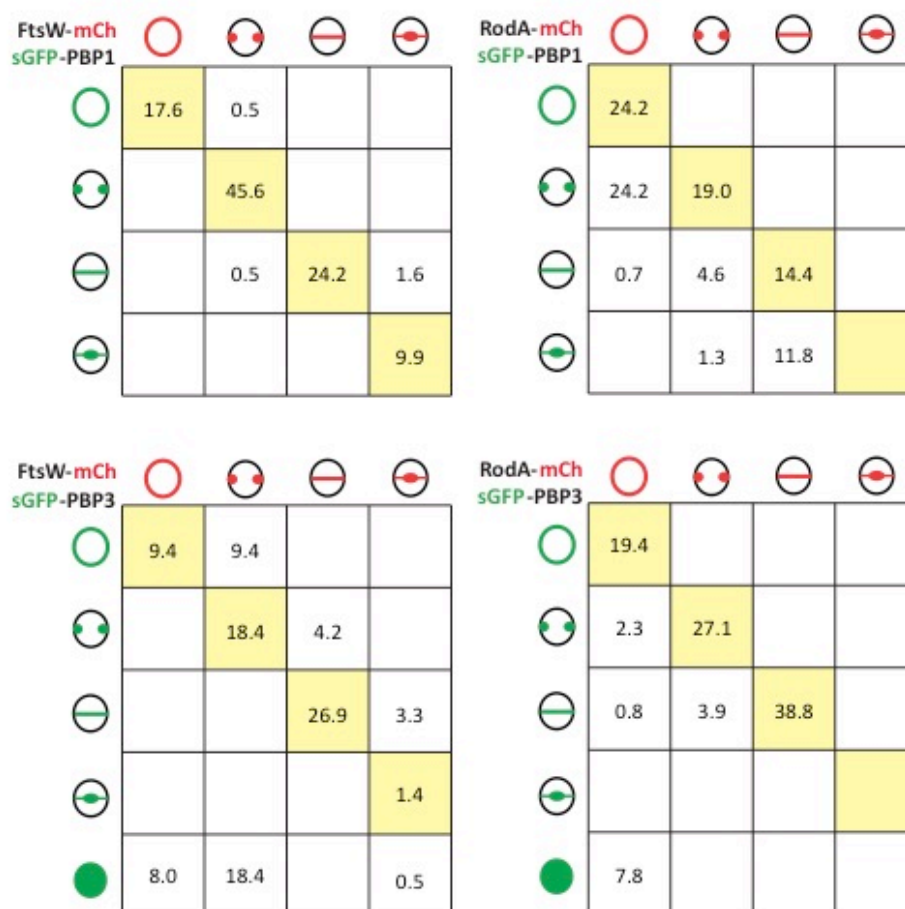 FtsW-mCh
sGFP-PBP1
17.6 0.5
45.6
0.5 24.2 1.6
9.9
RodA-mCh
sGFP-PBP1
24.2
24.2 19.0
0.7 4.6 14.4
1.3 11.8
FtsW-mCh
sGFP-PBP3
9.4 9.4
18.4 4.2
26.9 3.3
1.4
8.0 18.4 0.5
RodA-mCh
sGFP-PBP3
19.4
2.3 27.1
0.8 3.9 38.8
7.8